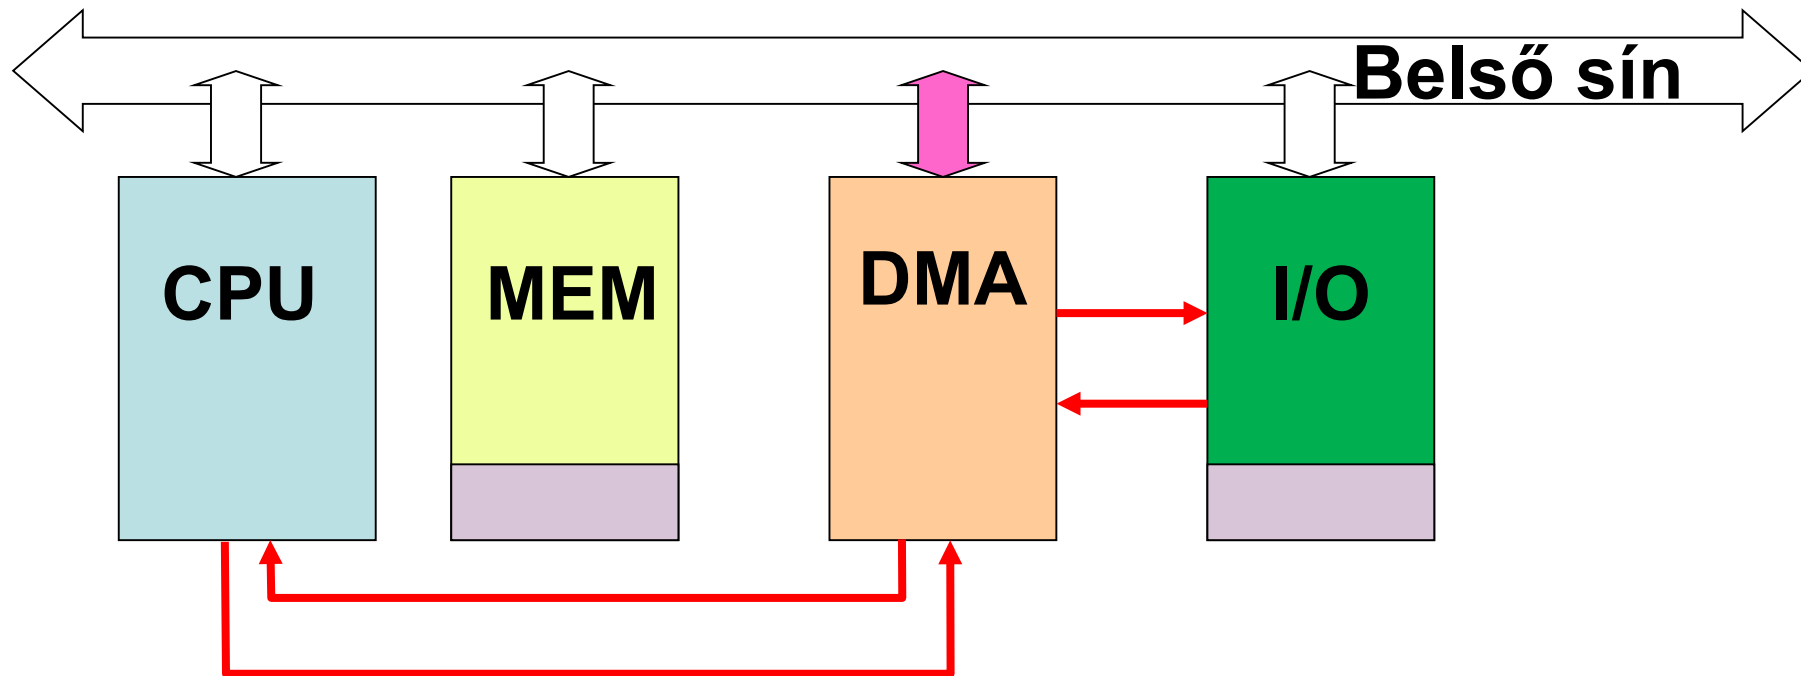 Belső sín
CPU
MEM
DMA
I/O